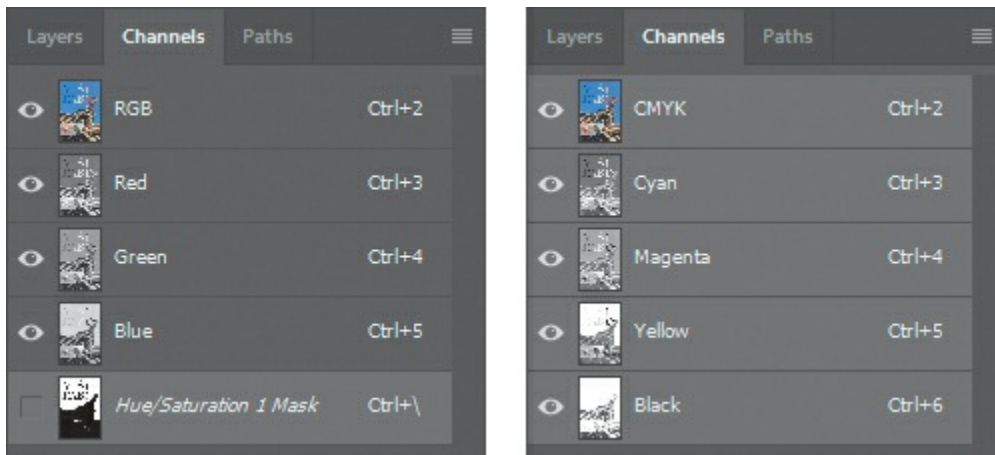 Layers Channels Paths
RGB Ctrl+2
Red Ctrl+3
Green Ctrl+4
Blue Ctrl+5
Hue/Saturation 1 Mask Ctrl+\
Layers Channels Paths
CMYK Ctrl+2
Cyan Ctrl+3
Magenta Ctrl+4
Yellow Ctrl+5
Black Ctrl+6